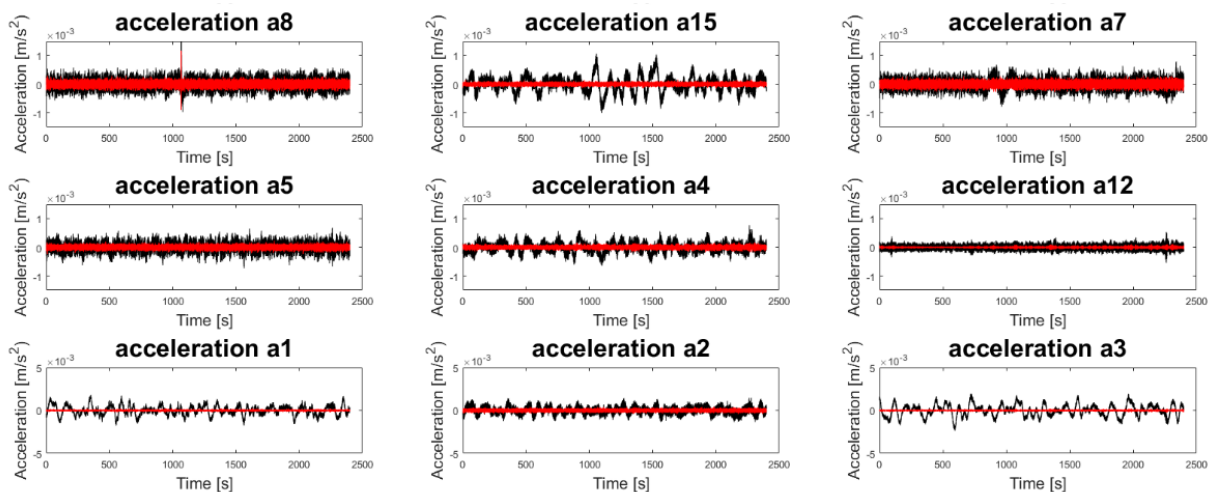 acceleration a8
×10⁻³
Acceleration [m/s²]
1
0
-1
0 500 1000 1500 2000 2500
Time [s]
acceleration a15
×10⁻³
Acceleration [m/s²]
1
0
-1
0 500 1000 1500 2000 2500
Time [s]
acceleration a7
×10⁻³
Acceleration [m/s²]
1
0
-1
0 500 1000 1500 2000 2500
Time [s]
acceleration a5
×10⁻³
Acceleration [m/s²]
1
0
-1
0 500 1000 1500 2000 2500
Time [s]
acceleration a4
×10⁻³
Acceleration [m/s²]
1
0
-1
0 500 1000 1500 2000 2500
Time [s]
acceleration a12
×10⁻³
Acceleration [m/s²]
1
0
-1
0 500 1000 1500 2000 2500
Time [s]
acceleration a1
×10⁻³
Acceleration [m/s²]
5
0
-5
0 500 1000 1500 2000 2500
Time [s]
acceleration a2
×10⁻³
Acceleration [m/s²]
5
0
-5
0 500 1000 1500 2000 2500
Time [s]
acceleration a3
×10⁻³
Acceleration [m/s²]
5
0
-5
0 500 1000 1500 2000 2500
Time [s]